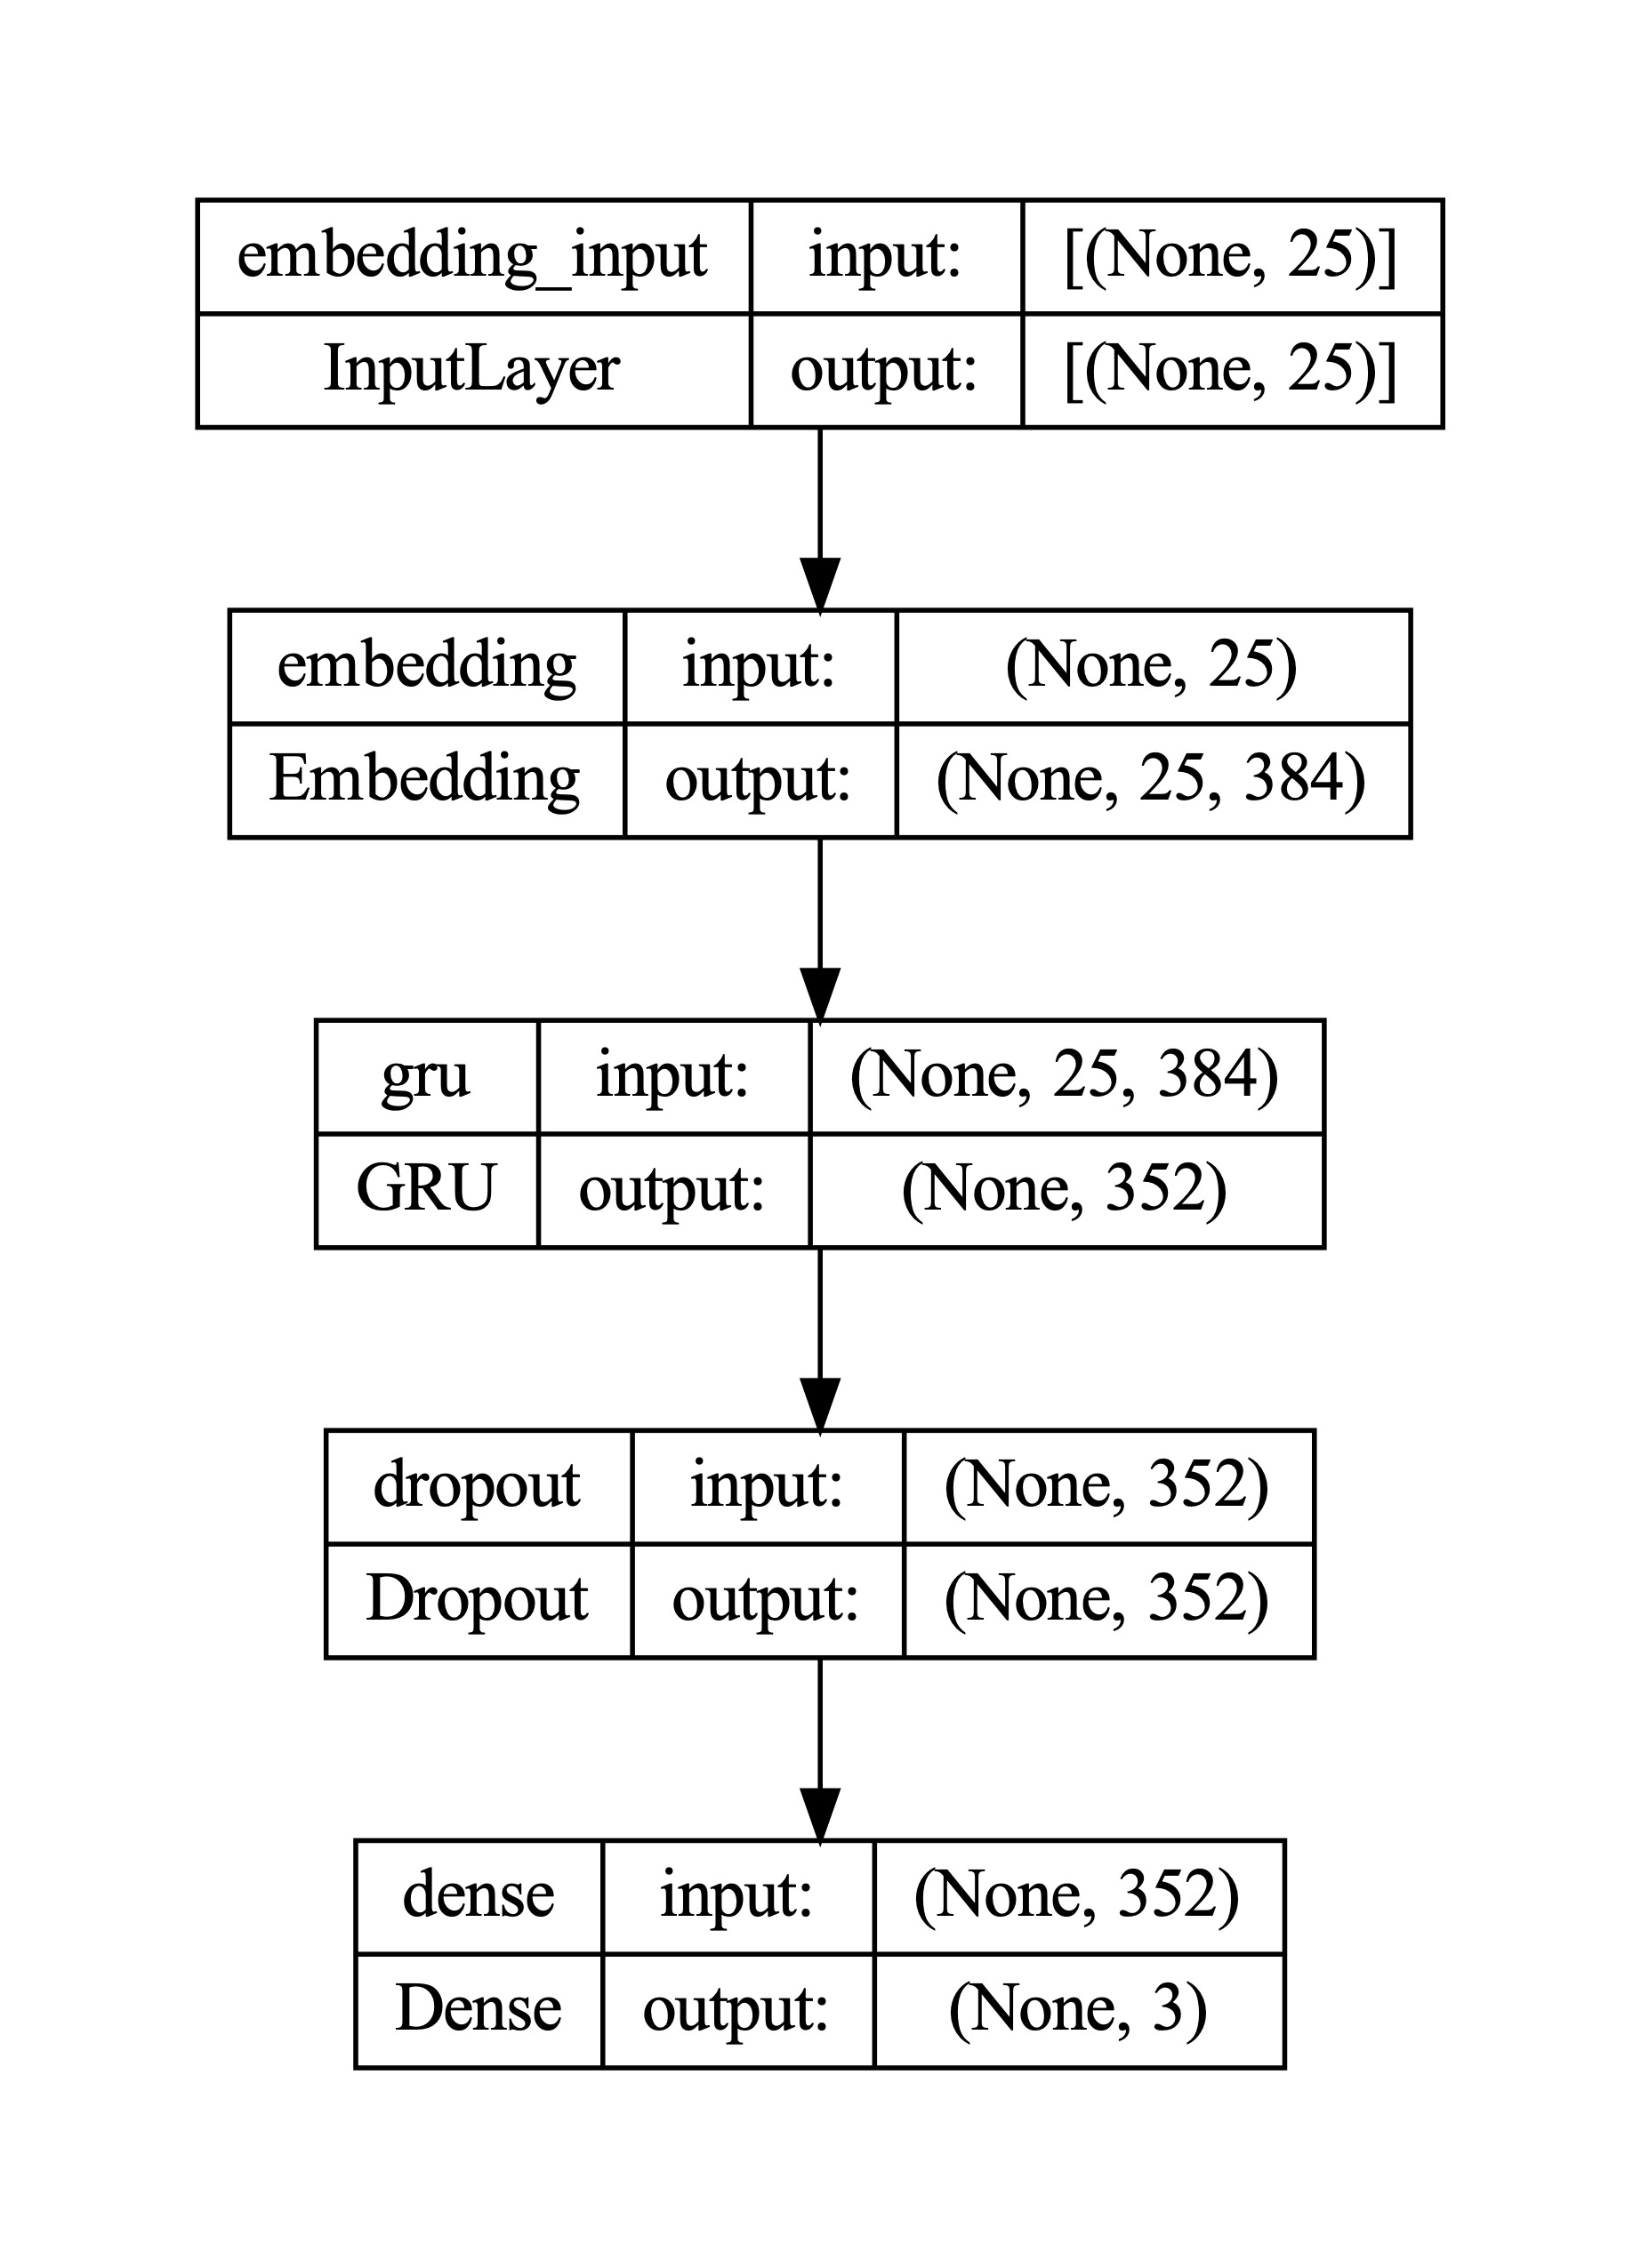 embedding_input input: [(None, 25)]
InputLayer output: [(None, 25)]
embedding input: (None, 25)
Embedding output: (None, 25, 384)
gru input: (None, 25, 384)
GRU output: (None, 352)
dropout input: (None, 352)
Dropout output: (None, 352)
dense input: (None, 352)
Dense output: (None, 3)